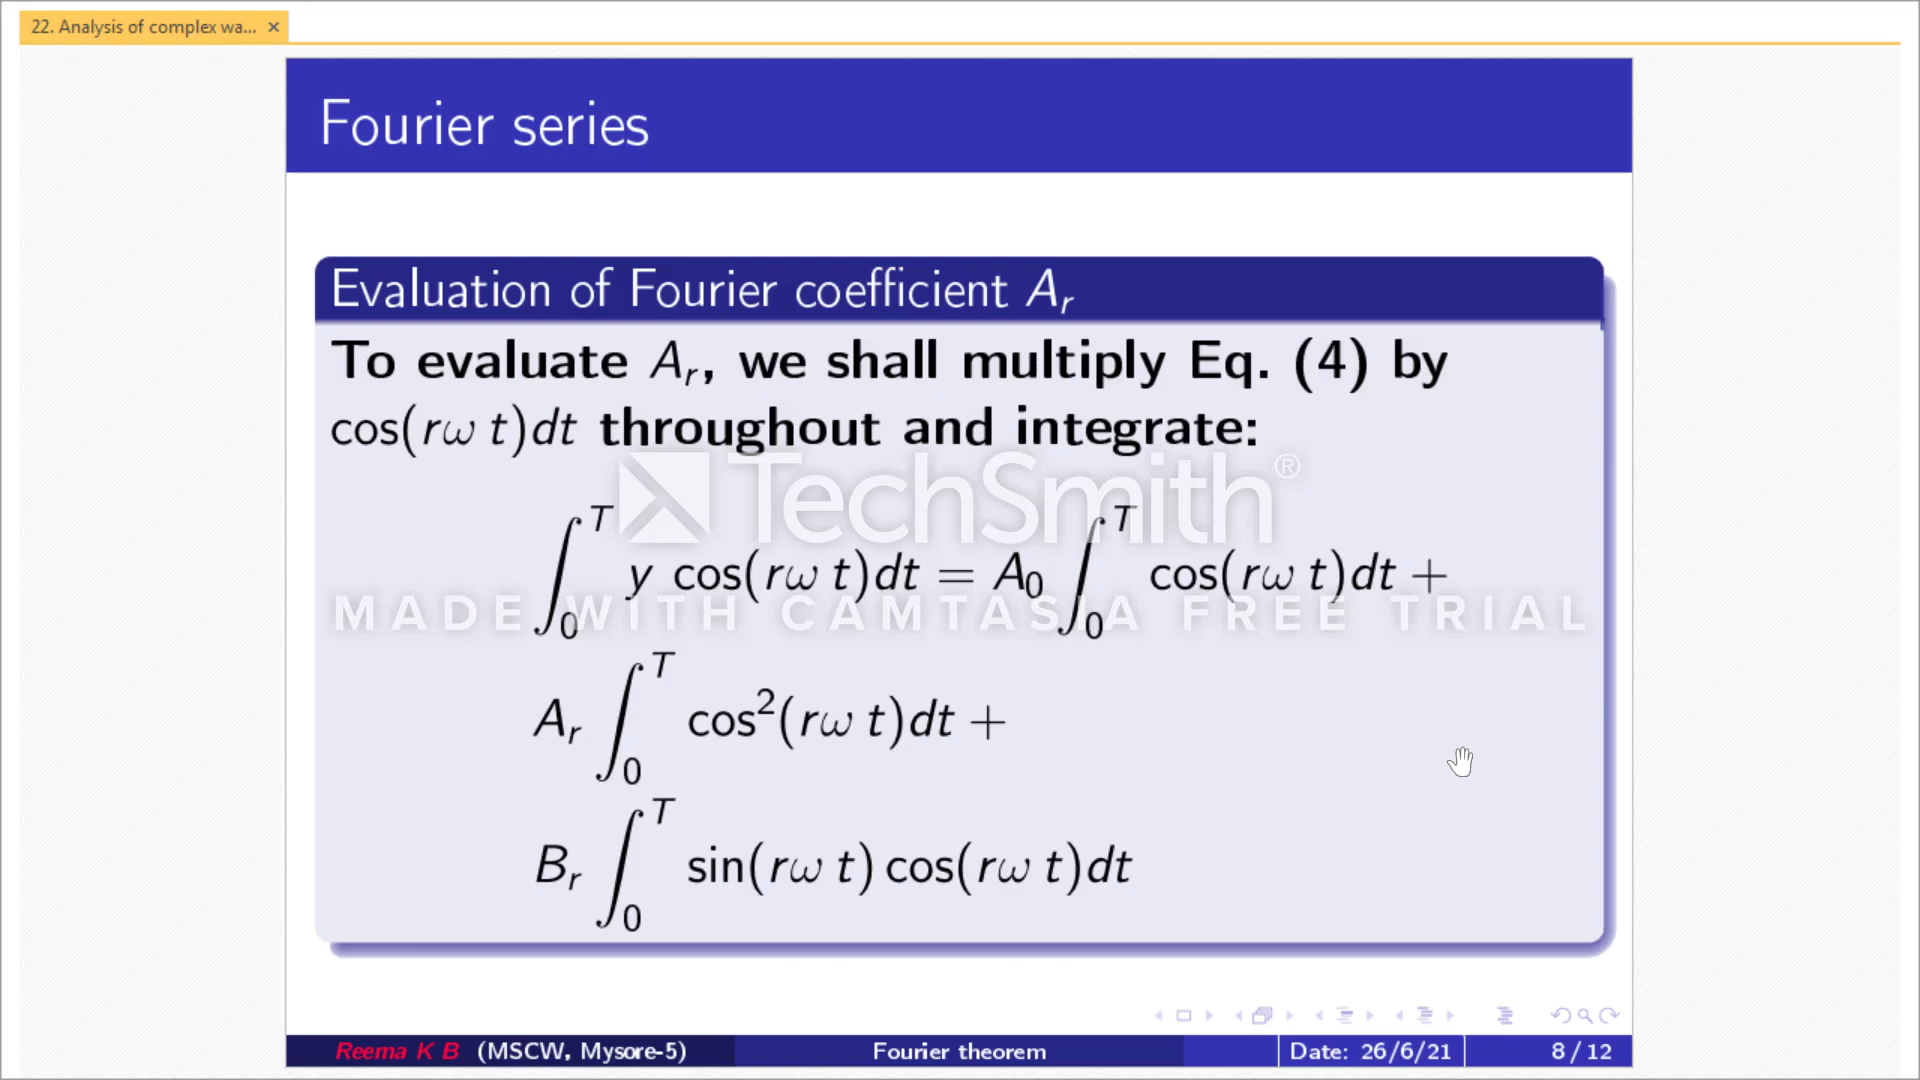 22. Analysis of complex wa... ×
Fourier series
Evaluation of Fourier coefficient A_r
To evaluate A_r, we shall multiply Eq. (4) by
cos(rω t)dt throughout and integrate:
TechSmith®
∫_0^T y cos(rω t)dt = A_0 ∫_0^T cos(rω t)dt +
MADE WITH CAMTASIA FREE TRIAL
A_r ∫_0^T cos²(rω t)dt +
B_r ∫_0^T sin(rω t) cos(rω t)dt
Reema K B (MSCW, Mysore-5) Fourier theorem Date: 26/6/21 8 / 12